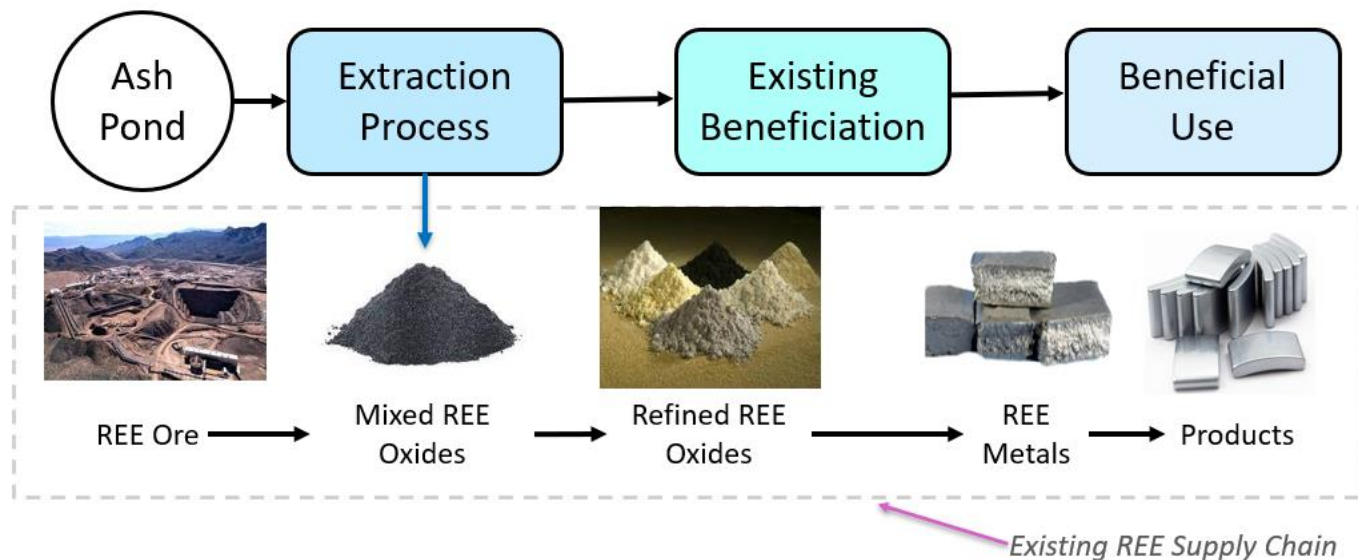 Ash
Pond
Extraction
Process
Existing
Beneficiation
Beneficial
Use
REE Ore
Mixed REE
Oxides
Refined REE
Oxides
REE
Metals
Products
Existing REE Supply Chain